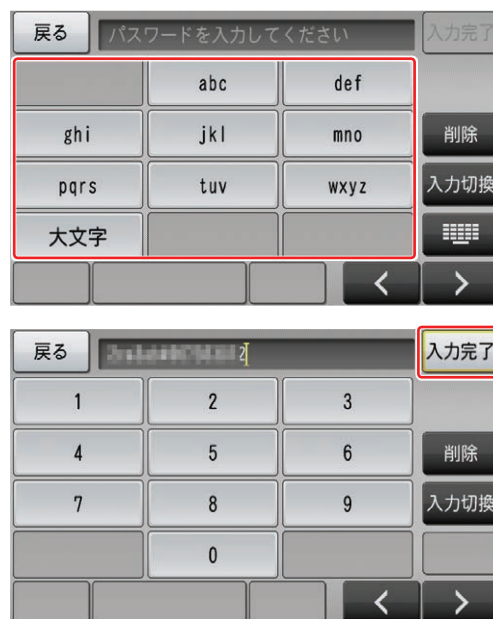 戻る パスワードを入力してください 入力完了
abc def
ghi jkl mno 削除
pqrs tuv wxyz 入力切換
大文字
< >
戻る 2 入力完了
1 2 3
4 5 6 削除
7 8 9 入力切換
0
< >